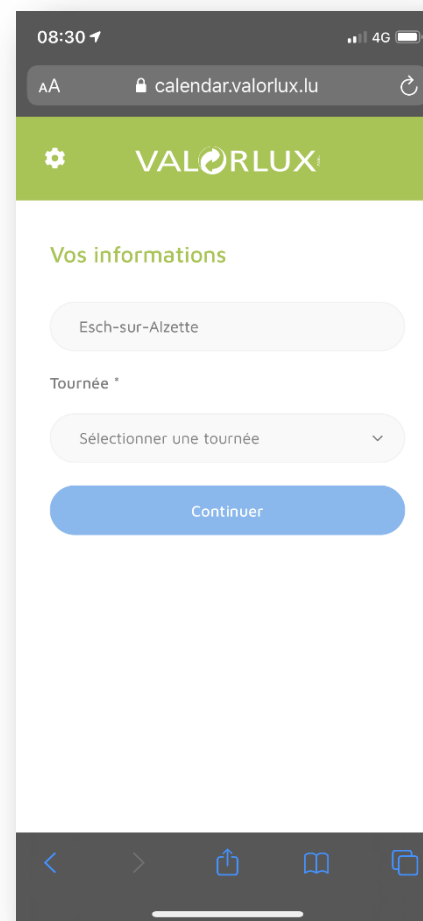 08:30
4G
AA
calendar.valorlux.lu
VALORLUX
Vos informations
Esch-sur-Alzette
Tournée *
Sélectionner une tournée
Continuer